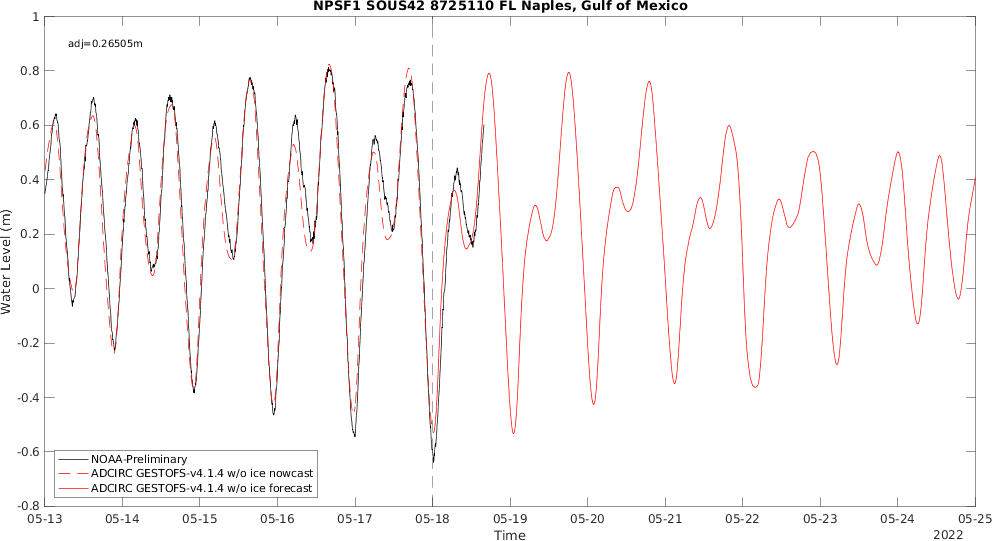 NPSF1 SOUS42 8725110 FL Naples, Gulf of Mexico
adj=0.26505m
1
0.8
0.6
0.4
0.2
0
-0.2
-0.4
-0.6
-0.8
Water Level (m)
NOAA-Preliminary
ADCIRC GESTOFS-v4.1.4 w/o ice nowcast
ADCIRC GESTOFS-v4.1.4 w/o ice forecast
05-13 05-14 05-15 05-16 05-17 05-18 05-19 05-20 05-21 05-22 05-23 05-24 05-25
Time
2022